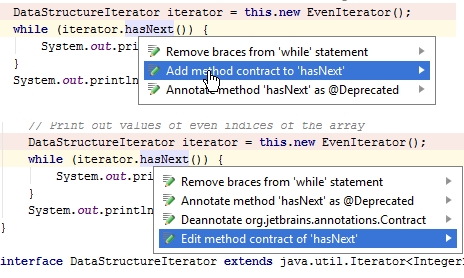 DataStructureIterator iterator = this.new EvenIterator();
while (iterator.hasNext()) {
System.out.pri
Remove braces from 'while' statement
}
Add method contract to 'hasNext'
System.out.println
Annotate method 'hasNext' as @Deprecated
// Print out values of even indices of the array
DataStructureIterator iterator = this.new EvenIterator();
while (iterator.hasNext()) {
System.out.
Remove braces from 'while' statement
}
Annotate method 'hasNext' as @Deprecated
System.out.
Deannotate org.jetbrains.annotations.Contract
}
Edit method contract of 'hasNext'
interface DataStructureIterator extends java.util.Iterator<Integer